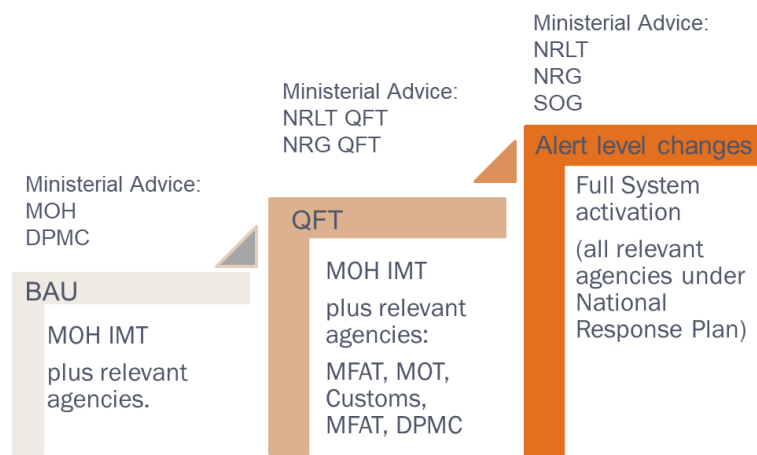 Ministerial Advice:
MOH
DPMC
BAU
MOH IMT
plus relevant
agencies.
Ministerial Advice:
NRLT QFT
NRG QFT
QFT
MOH IMT
plus relevant
agencies:
MFAT, MOT,
Customs,
MFAT, DPMC
Ministerial Advice:
NRLT
NRG
SOG
Alert level changes
Full System
activation
(all relevant
agencies under
National
Response Plan)